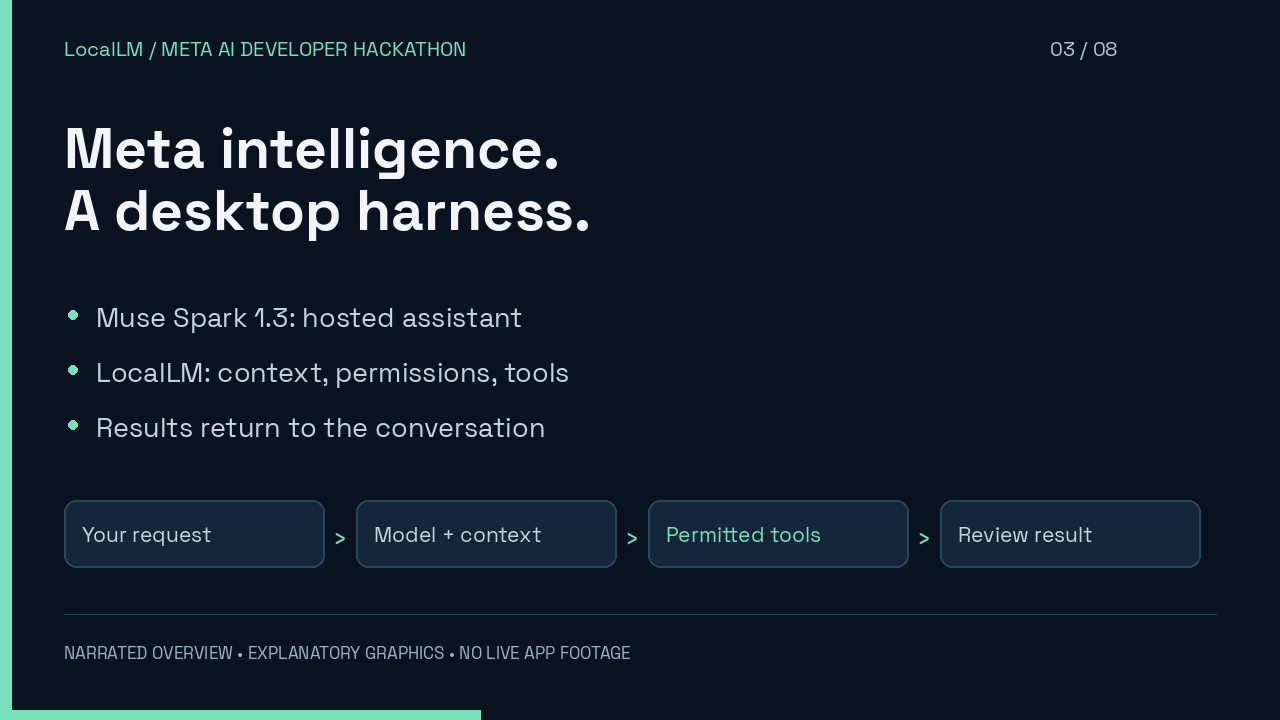 LocalLM / META AI DEVELOPER HACKATHON
03 / 08
Meta intelligence.
A desktop harness.
• Muse Spark 1.3: hosted assistant
• LocalLM: context, permissions, tools
• Results return to the conversation
Your request > Model + context > Permitted tools > Review result
NARRATED OVERVIEW • EXPLANATORY GRAPHICS • NO LIVE APP FOOTAGE